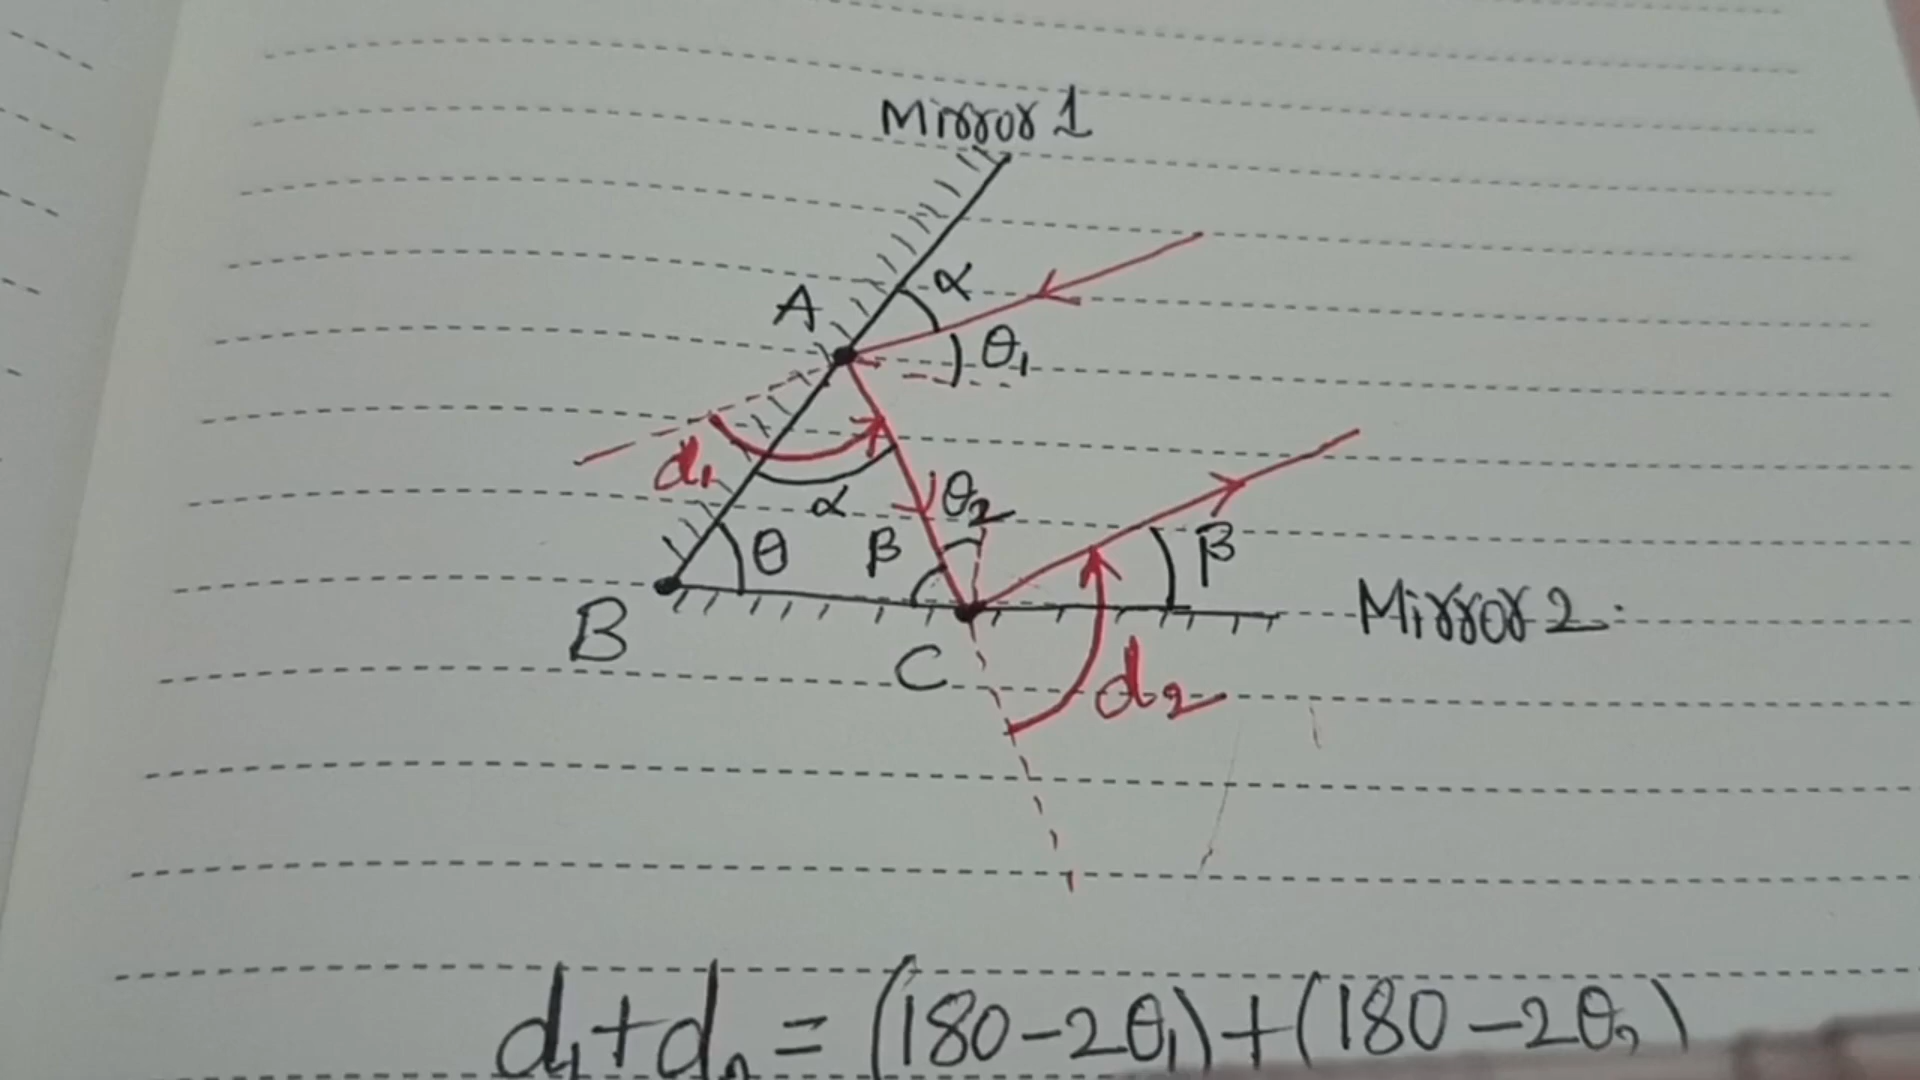 Mirror 1
A
α
θ₁
d₁
α
θ₂
θ
β
β
Mirror 2.
B
C
d₂
d₁+d₂ = (180-2θ₁)+(180-2θ₂)